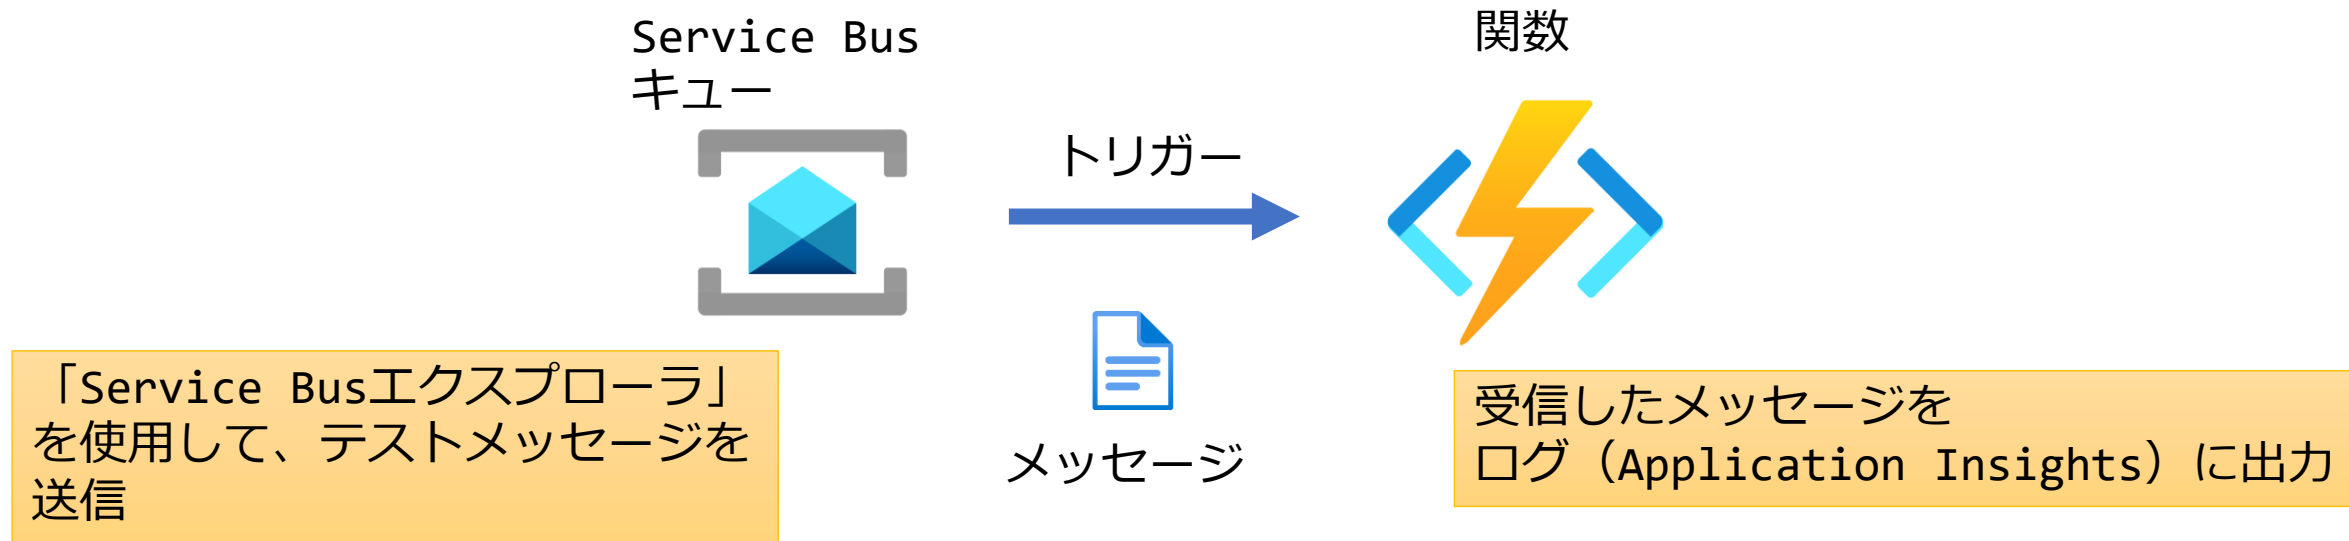 Service Bus
キュー
関数
トリガー
メッセージ
「Service Busエクスプローラ」
を使用して、テストメッセージを
送信
受信したメッセージを
ログ（Application Insights）に出力